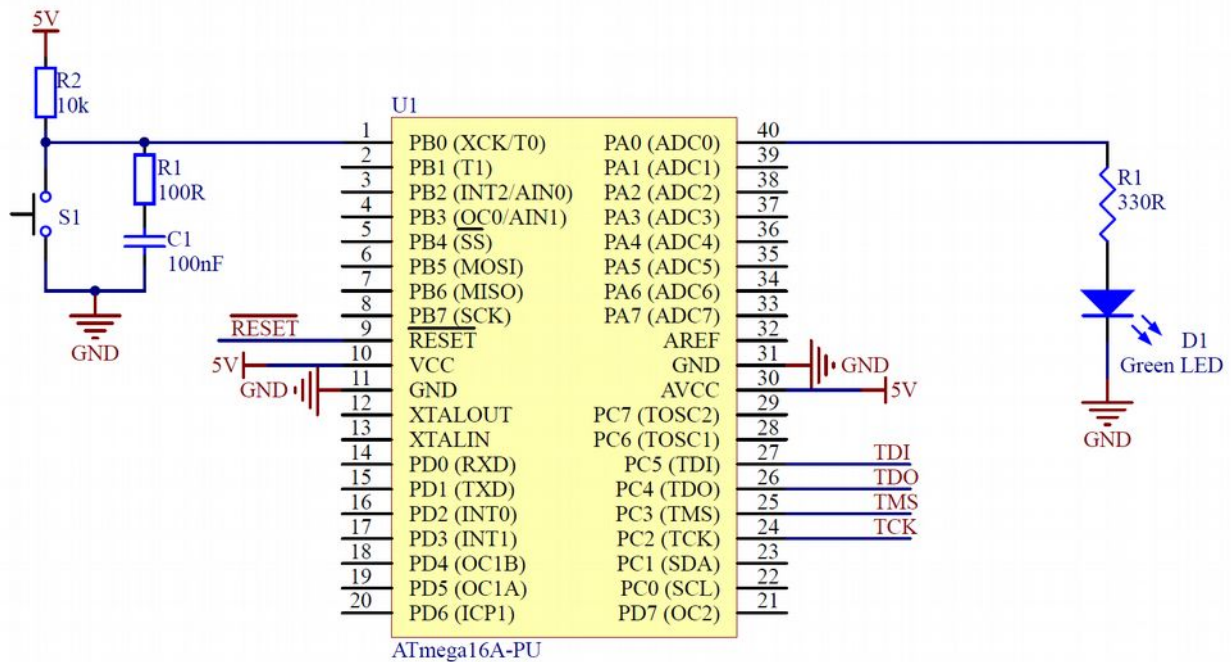 5V
R2
10k
R1
100R
S1
C1
100nF
GND
RESET
5V
GND
U1
1 PB0 (XCK/T0) PA0 (ADC0) 40
2 PB1 (T1) PA1 (ADC1) 39
3 PB2 (INT2/AIN0) PA2 (ADC2) 38
4 PB3 (OC0/AIN1) PA3 (ADC3) 37
5 PB4 (SS) PA4 (ADC4) 36
6 PB5 (MOSI) PA5 (ADC5) 35
7 PB6 (MISO) PA6 (ADC6) 34
8 PB7 (SCK) PA7 (ADC7) 33
9 RESET AREF 32
10 VCC GND 31
11 GND AVCC 30
12 XTALOUT PC7 (TOSC2) 29
13 XTALIN PC6 (TOSC1) 28
14 PD0 (RXD) PC5 (TDI) 27
15 PD1 (TXD) PC4 (TDO) 26
16 PD2 (INT0) PC3 (TMS) 25
17 PD3 (INT1) PC2 (TCK) 24
18 PD4 (OC1B) PC1 (SDA) 23
19 PD5 (OC1A) PC0 (SCL) 22
20 PD6 (ICP1) PD7 (OC2) 21
ATmega16A-PU
GND
5V
TDI
TDO
TMS
TCK
R1
330R
D1
Green LED
GND